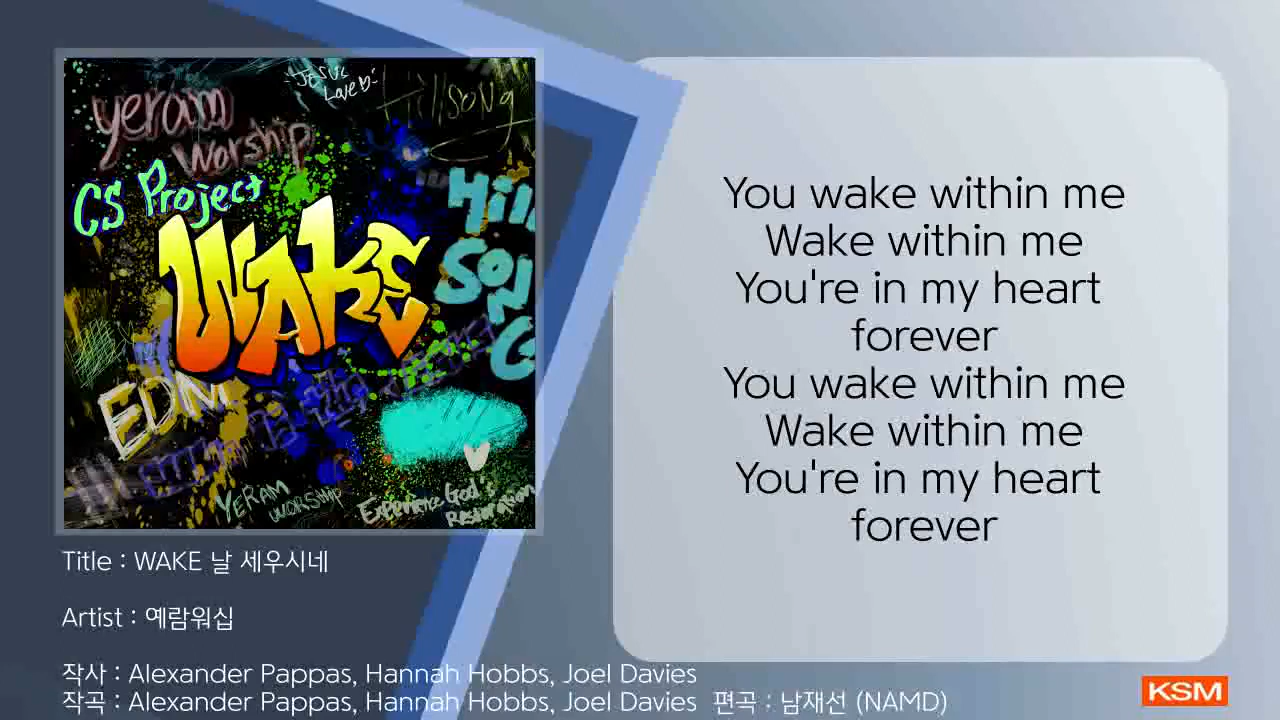 yeram
worship
JESUS
LOVED
Hillsong
CS Project
Hill
SONG
WAKE
EDM
YERAM
WORSHIP
Experience God's
Restoration
Title : WAKE 날 세우시네
Artist : 예람워십
작사 : Alexander Pappas, Hannah Hobbs, Joel Davies
작곡 : Alexander Pappas, Hannah Hobbs, Joel Davies 편곡 : 남재선 (NAMD)
You wake within me
Wake within me
You're in my heart
forever
You wake within me
Wake within me
You're in my heart
forever
KSM